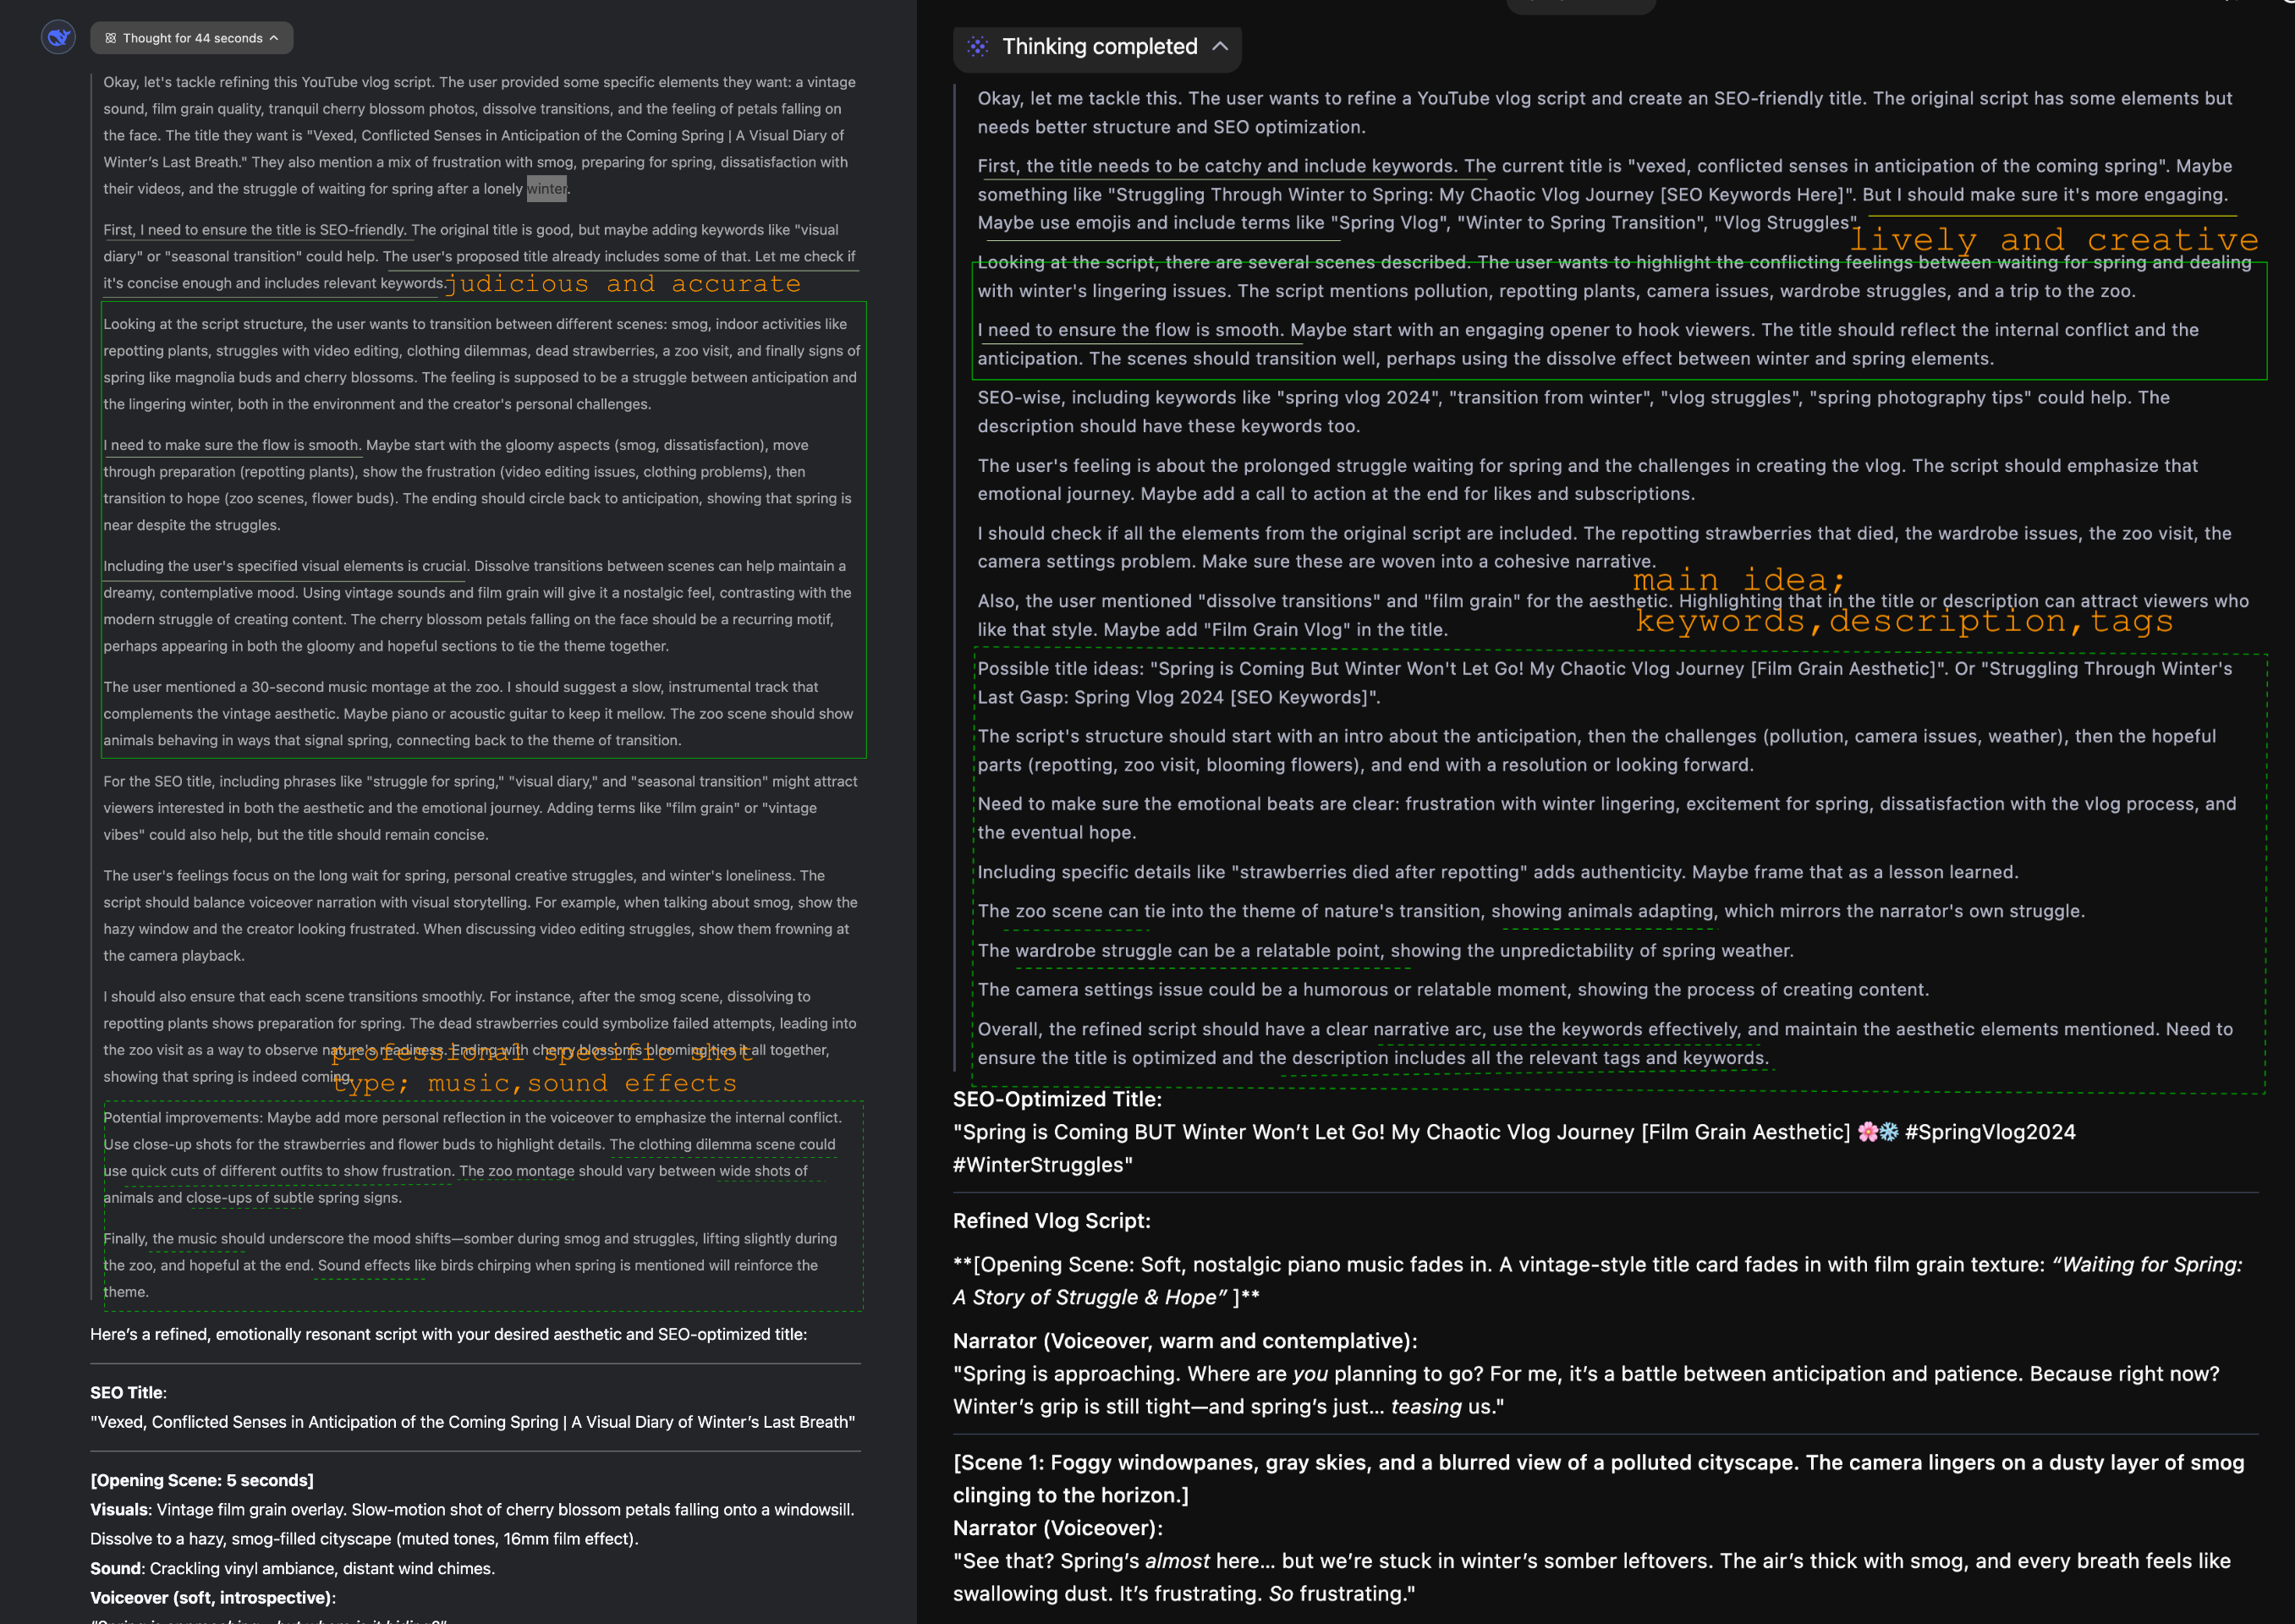 Thought for 44 seconds
Okay, let's tackle refining this YouTube vlog script. The user provided some specific elements they want: a vintage
sound, film grain quality, tranquil cherry blossom photos, dissolve transitions, and the feeling of petals falling on
the face. The title they want is "Vexed, Conflicted Senses in Anticipation of the Coming Spring | A Visual Diary of
Winter’s Last Breath." They also mention a mix of frustration with smog, preparing for spring, dissatisfaction with
their videos, and the struggle of waiting for spring after a lonely winter.
First, I need to ensure the title is SEO-friendly. The original title is good, but maybe adding keywords like "visual
diary" or "seasonal transition" could help. The user's proposed title already includes some of that. Let me check if
it's concise enough and includes relevant keywords.
judicious and accurate
Looking at the script structure, the user wants to transition between different scenes: smog, indoor activities like
repotting plants, struggles with video editing, clothing dilemmas, dead strawberries, a zoo visit, and finally signs of
spring like magnolia buds and cherry blossoms. The feeling is supposed to be a struggle between anticipation and
the lingering winter, both in the environment and the creator's personal challenges.
I need to make sure the flow is smooth. Maybe start with the gloomy aspects (smog, dissatisfaction), move
through preparation (repotting plants), show the frustration (video editing issues, clothing problems), then
transition to hope (zoo scenes, flower buds). The ending should circle back to anticipation, showing that spring is
near despite the struggles.
Including the user's specified visual elements is crucial. Dissolve transitions between scenes can help maintain a
dreamy, contemplative mood. Using vintage sounds and film grain will give it a nostalgic feel, contrasting with the
modern struggle of creating content. The cherry blossom petals falling on the face should be a recurring motif,
perhaps appearing in both the gloomy and hopeful sections to tie the theme together.
The user mentioned a 30-second music montage at the zoo. I should suggest a slow, instrumental track that
complements the vintage aesthetic. Maybe piano or acoustic guitar to keep it mellow. The zoo scene should show
animals behaving in ways that signal spring, connecting back to the theme of transition.
For the SEO title, including phrases like "struggle for spring," "visual diary," and "seasonal transition" might attract
viewers interested in both the aesthetic and the emotional journey. Adding terms like "film grain" or "vintage
vibes" could also help, but the title should remain concise.
The user's feelings focus on the long wait for spring, personal creative struggles, and winter's loneliness. The
script should balance voiceover narration with visual storytelling. For example, when talking about smog, show the
hazy window and the creator looking frustrated. When discussing video editing struggles, show them frowning at
the camera playback.
I should also ensure that each scene transitions smoothly. For instance, after the smog scene, dissolving to
repotting plants shows preparation for spring. The dead strawberries could symbolize failed attempts, leading into
the zoo visit as a way to observe nature's readiness. Ending with cherry blossoms blooming ties it all together,
showing that spring is indeed coming.
professional specific shot
type; music,sound effects
Potential improvements: Maybe add more personal reflection in the voiceover to emphasize the internal conflict.
Use close-up shots for the strawberries and flower buds to highlight details. The clothing dilemma scene could
use quick cuts of different outfits to show frustration. The zoo montage should vary between wide shots of
animals and close-ups of subtle spring signs.
Finally, the music should underscore the mood shifts—somber during smog and struggles, lifting slightly during
the zoo, and hopeful at the end. Sound effects like birds chirping when spring is mentioned will reinforce the
theme.
Here’s a refined, emotionally resonant script with your desired aesthetic and SEO-optimized title:
SEO Title:
"Vexed, Conflicted Senses in Anticipation of the Coming Spring | A Visual Diary of Winter’s Last Breath"
[Opening Scene: 5 seconds]
Visuals: Vintage film grain overlay. Slow-motion shot of cherry blossom petals falling onto a windowsill.
Dissolve to a hazy, smog-filled cityscape (muted tones, 16mm film effect).
Sound: Crackling vinyl ambiance, distant wind chimes.
Voiceover (soft, introspective):
Thinking completed
Okay, let me tackle this. The user wants to refine a YouTube vlog script and create an SEO-friendly title. The original script has some elements but
needs better structure and SEO optimization.
First, the title needs to be catchy and include keywords. The current title is "vexed, conflicted senses in anticipation of the coming spring". Maybe
something like "Struggling Through Winter to Spring: My Chaotic Vlog Journey [SEO Keywords Here]". But I should make sure it's more engaging.
Maybe use emojis and include terms like "Spring Vlog", "Winter to Spring Transition", "Vlog Struggles".
lively and creative
Looking at the script, there are several scenes described. The user wants to highlight the conflicting feelings between waiting for spring and dealing
with winter's lingering issues. The script mentions pollution, repotting plants, camera issues, wardrobe struggles, and a trip to the zoo.
I need to ensure the flow is smooth. Maybe start with an engaging opener to hook viewers. The title should reflect the internal conflict and the
anticipation. The scenes should transition well, perhaps using the dissolve effect between winter and spring elements.
SEO-wise, including keywords like "spring vlog 2024", "transition from winter", "vlog struggles", "spring photography tips" could help. The
description should have these keywords too.
The user's feeling is about the prolonged struggle waiting for spring and the challenges in creating the vlog. The script should emphasize that
emotional journey. Maybe add a call to action at the end for likes and subscriptions.
I should check if all the elements from the original script are included. The repotting strawberries that died, the wardrobe issues, the zoo visit, the
camera settings problem. Make sure these are woven into a cohesive narrative.
main idea;
keywords,description,tags
Also, the user mentioned "dissolve transitions" and "film grain" for the aesthetic. Highlighting that in the title or description can attract viewers who
like that style. Maybe add "Film Grain Vlog" in the title.
Possible title ideas: "Spring is Coming But Winter Won't Let Go! My Chaotic Vlog Journey [Film Grain Aesthetic]". Or "Struggling Through Winter's
Last Gasp: Spring Vlog 2024 [SEO Keywords]".
The script's structure should start with an intro about the anticipation, then the challenges (pollution, camera issues, weather), then the hopeful
parts (repotting, zoo visit, blooming flowers), and end with a resolution or looking forward.
Need to make sure the emotional beats are clear: frustration with winter lingering, excitement for spring, dissatisfaction with the vlog process, and
the eventual hope.
Including specific details like "strawberries died after repotting" adds authenticity. Maybe frame that as a lesson learned.
The zoo scene can tie into the theme of nature's transition, showing animals adapting, which mirrors the narrator's own struggle.
The wardrobe struggle can be a relatable point, showing the unpredictability of spring weather.
The camera settings issue could be a humorous or relatable moment, showing the process of creating content.
Overall, the refined script should have a clear narrative arc, use the keywords effectively, and maintain the aesthetic elements mentioned. Need to
ensure the title is optimized and the description includes all the relevant tags and keywords.
SEO-Optimized Title:
"Spring is Coming BUT Winter Won’t Let Go! My Chaotic Vlog Journey [Film Grain Aesthetic] 🌸❄️ #SpringVlog2024
#WinterStruggles"
Refined Vlog Script:
**[Opening Scene: Soft, nostalgic piano music fades in. A vintage-style title card fades in with film grain texture: “Waiting for Spring:
A Story of Struggle & Hope” ]**
Narrator (Voiceover, warm and contemplative):
"Spring is approaching. Where are you planning to go? For me, it’s a battle between anticipation and patience. Because right now?
Winter’s grip is still tight—and spring’s just… teasing us."
[Scene 1: Foggy windowpanes, gray skies, and a blurred view of a polluted cityscape. The camera lingers on a dusty layer of smog
clinging to the horizon.]
Narrator (Voiceover):
"See that? Spring’s almost here… but we’re stuck in winter’s somber leftovers. The air’s thick with smog, and every breath feels like
swallowing dust. It’s frustrating. So frustrating."